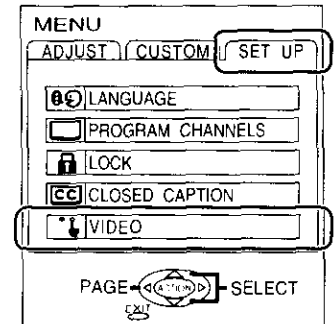 MENU
ADJUST CUSTOM SET UP
LANGUAGE
PROGRAM CHANNELS
LOCK
CC CLOSED CAPTION
VIDEO
PAGE ACTION SELECT
EXIT